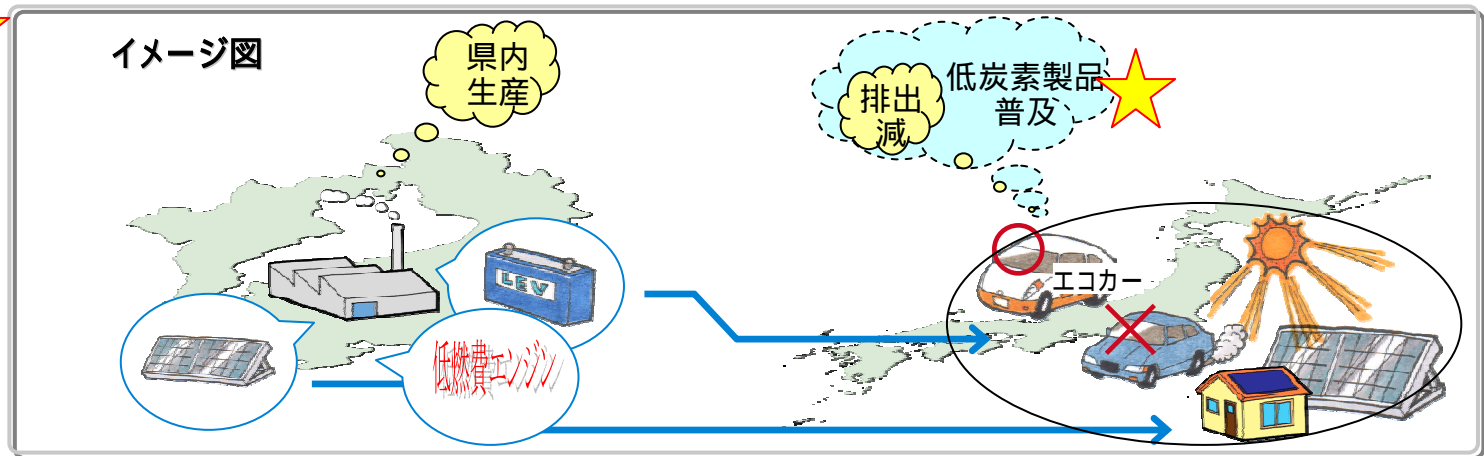 イメージ図
県内
生産
低炭素製品
普及
排出
減
エコカー
LEV
低燃費エンジン